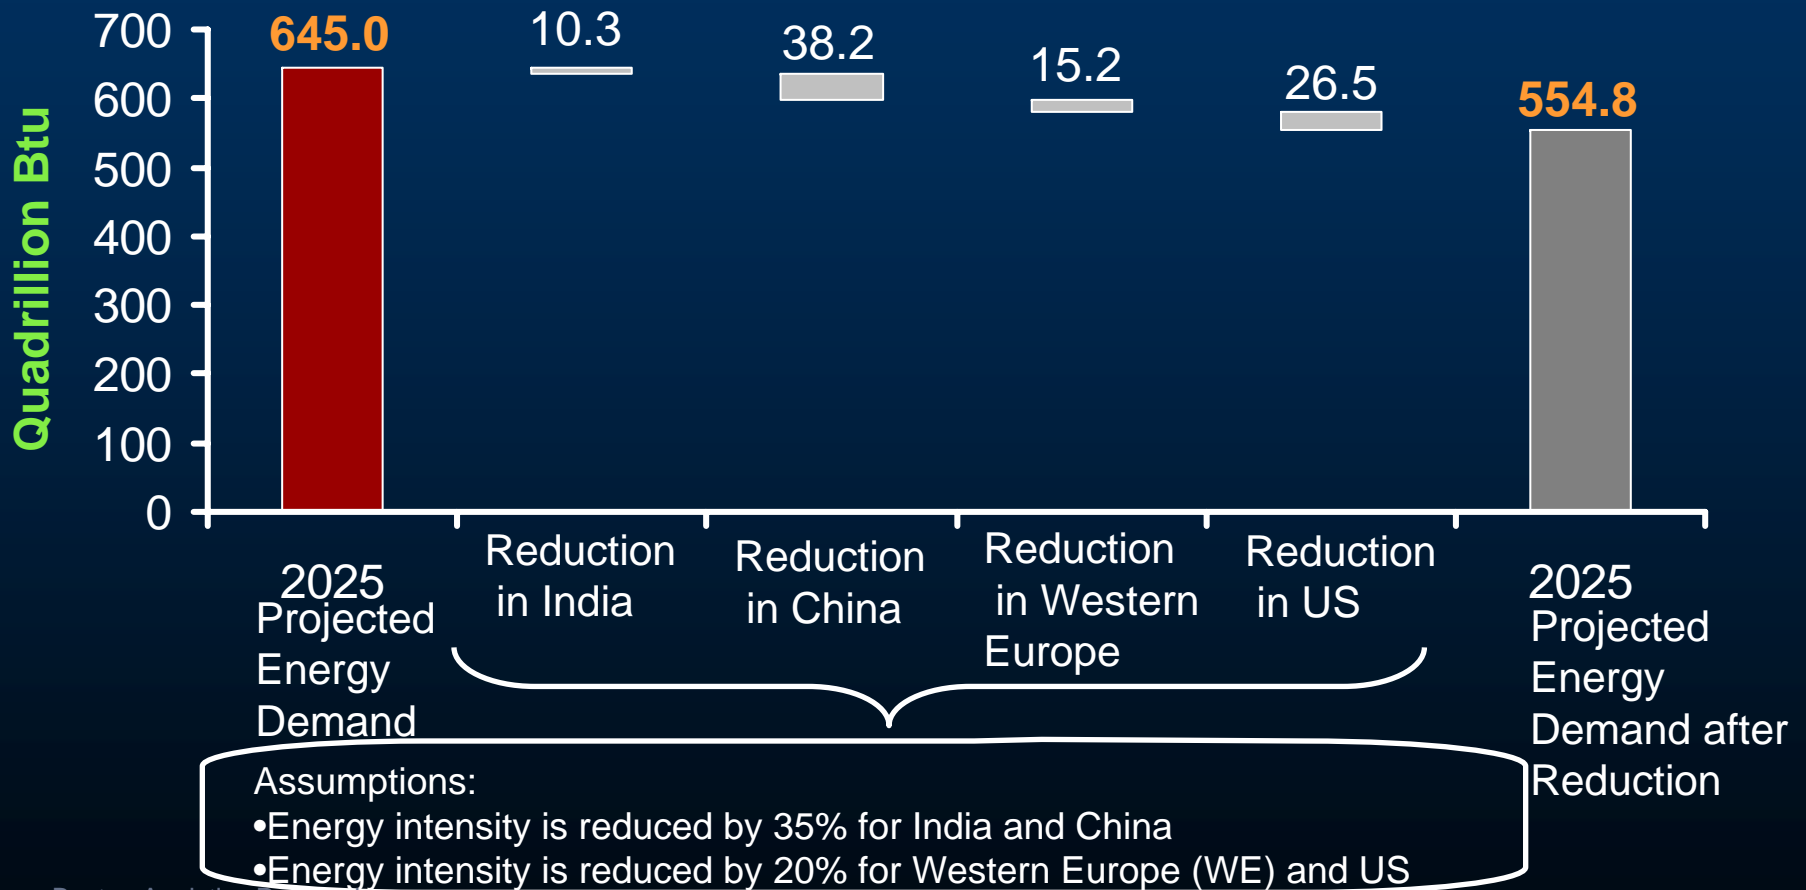 Quadrillion Btu
700
600
500
400
300
200
100
0
645.0
10.3
38.2
15.2
26.5
554.8
2025
Projected
Energy
Demand
Reduction
in India
Reduction
in China
Reduction
in Western
Europe
Reduction
in US
2025
Projected
Energy
Demand after
Reduction
Assumptions:
•Energy intensity is reduced by 35% for India and China
•Energy intensity is reduced by 20% for Western Europe (WE) and US